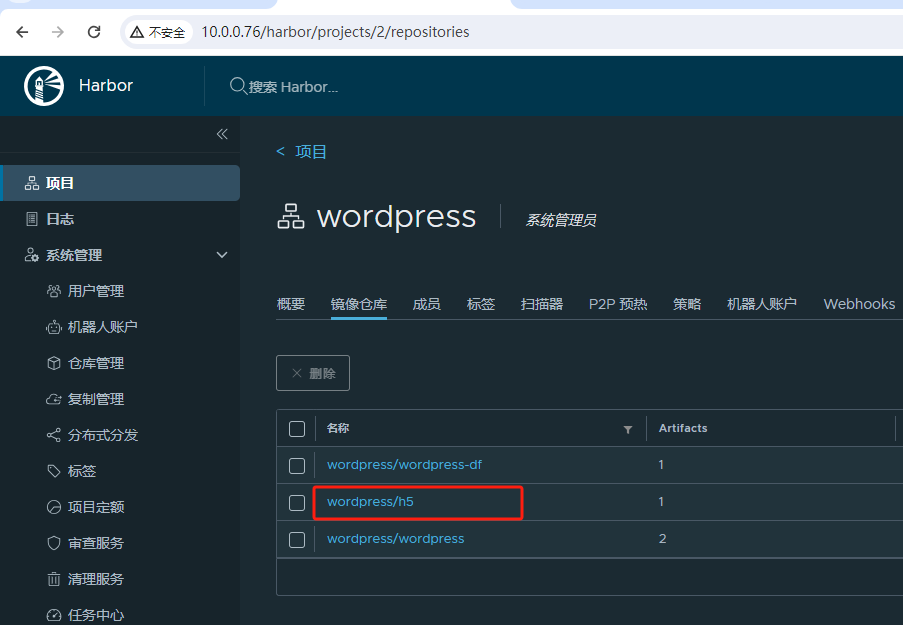 不安全 10.0.0.76/harbor/projects/2/repositories
Harbor 搜索 Harbor...
< 项目
项目
日志
系统管理
用户管理
机器人账户
仓库管理
复制管理
分布式分发
标签
项目定额
审查服务
清理服务
任务中心
wordpress 系统管理员
概要 镜像仓库 成员 标签 扫描器 P2P 预热 策略 机器人账户 Webhooks
× 删除
名称 Artifacts
wordpress/wordpress-df 1
wordpress/h5 1
wordpress/wordpress 2